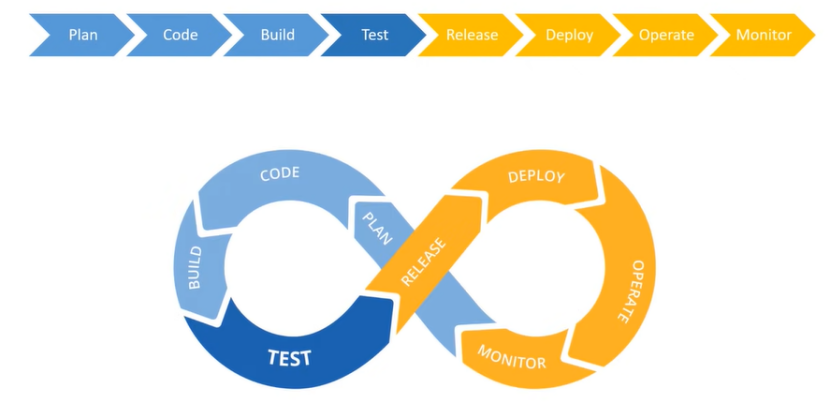 Plan Code Build Test Release Deploy Operate Monitor
CODE
DEPLOY
PLAN
RELEASE
BUILD
OPERATE
TEST
MONITOR